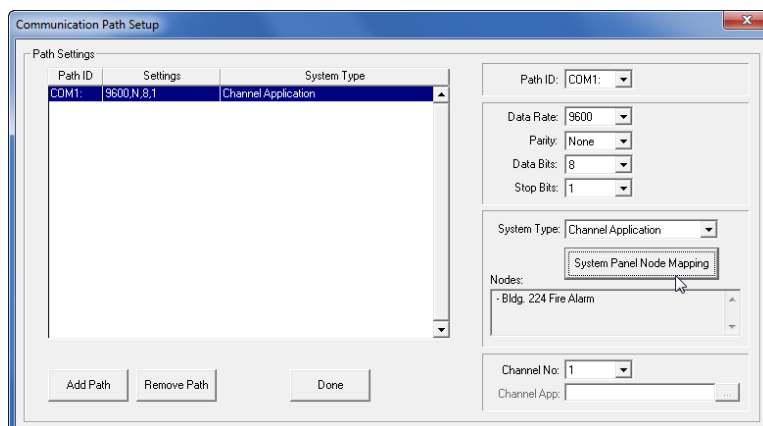 Communication Path Setup
Path Settings
Path ID Settings System Type
COM1: 9600,N,8,1 Channel Application
Add Path Remove Path Done
Path ID: COM1:
Data Rate: 9600
Parity: None
Data Bits: 8
Stop Bits: 1
System Type: Channel Application
System Panel Node Mapping
Nodes:
- Bldg. 224 Fire Alarm
Channel No: 1
Channel App: ...